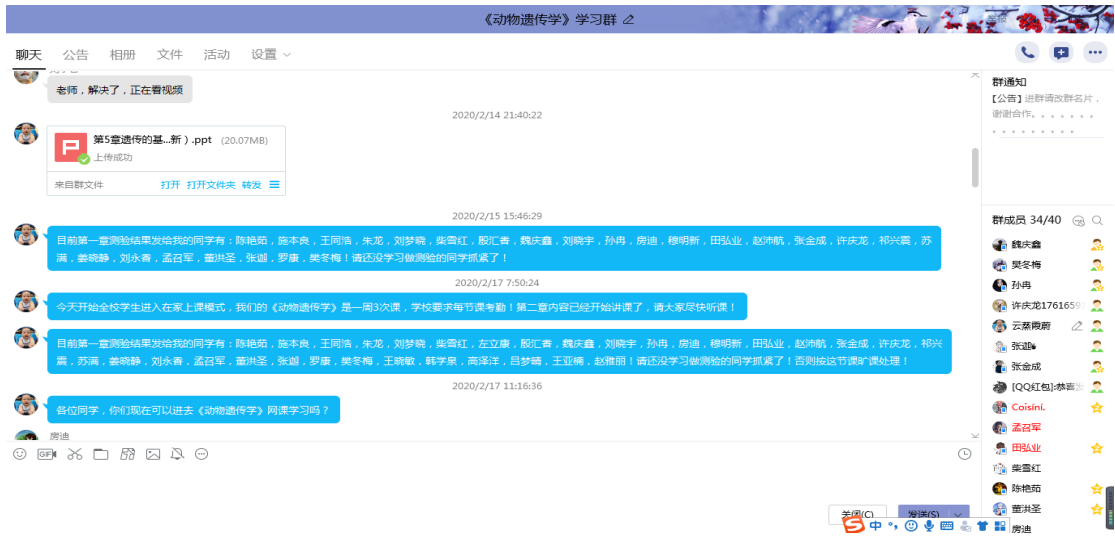 《动物遗传学》学习群
聊天 公告 相册 文件 活动 设置
老师，解决了，正在看视频
2020/2/14 21:40:22
第5章遗传的基...新）.ppt (20.07MB)
上传成功
来自群文件 打开 打开文件夹 转发
2020/2/15 15:46:29
目前第一章测验结果发给我的同学有：陈艳茹，施本良，王同浩，朱龙，刘梦晓，柴雪红，殷汇者，魏庆鑫，刘晓宇，孙冉，房迪，穆明新，田弘业，赵沛航，张金成，许庆龙，祁兴震，苏
满，姜晓静，刘永香，孟召军，董洪圣，张迦，罗康，樊冬梅！请还没学习做测验的同学抓紧了！
2020/2/17 7:50:24
今天开始全校学生进入在家上课模式，我们的《动物遗传学》是一周3次课，学校要求每节课考勤！第二章内容已经开始讲课了，请大家尽快听课！
目前第一章测验结果发给我的同学有：陈艳茹，施本良，王同浩，朱龙，刘梦晓，柴雪红，左立康，殷汇者，魏庆鑫，刘晓宇，孙冉，房迪，穆明新，田弘业，赵沛航，张金成，许庆龙，祁兴
震，苏满，姜晓静，刘永香，孟召军，董洪圣，张迦，罗康，樊冬梅，王晓敏，韩学泉，高泽洋，吕梦晴，王亚楠，赵雅丽！请还没学习做测验的同学抓紧了！否则按这节课旷课处理！
2020/2/17 11:16:36
各位同学，你们现在可以进去《动物遗传学》网课学习吗？
房迪
关闭(C) 发送(S)
中
群通知
【公告】进群请改群名片，
谢谢合作。。。。。。。
。。。。。。。。。
群成员 34/40
魏庆鑫
樊冬梅
孙冉
许庆龙1761659
云蒸霞蔚
张迦
张金成
[QQ红包]恭喜
Coisíní.
孟召军
田弘业
柴雪红
陈艳茹
董洪圣
房迪